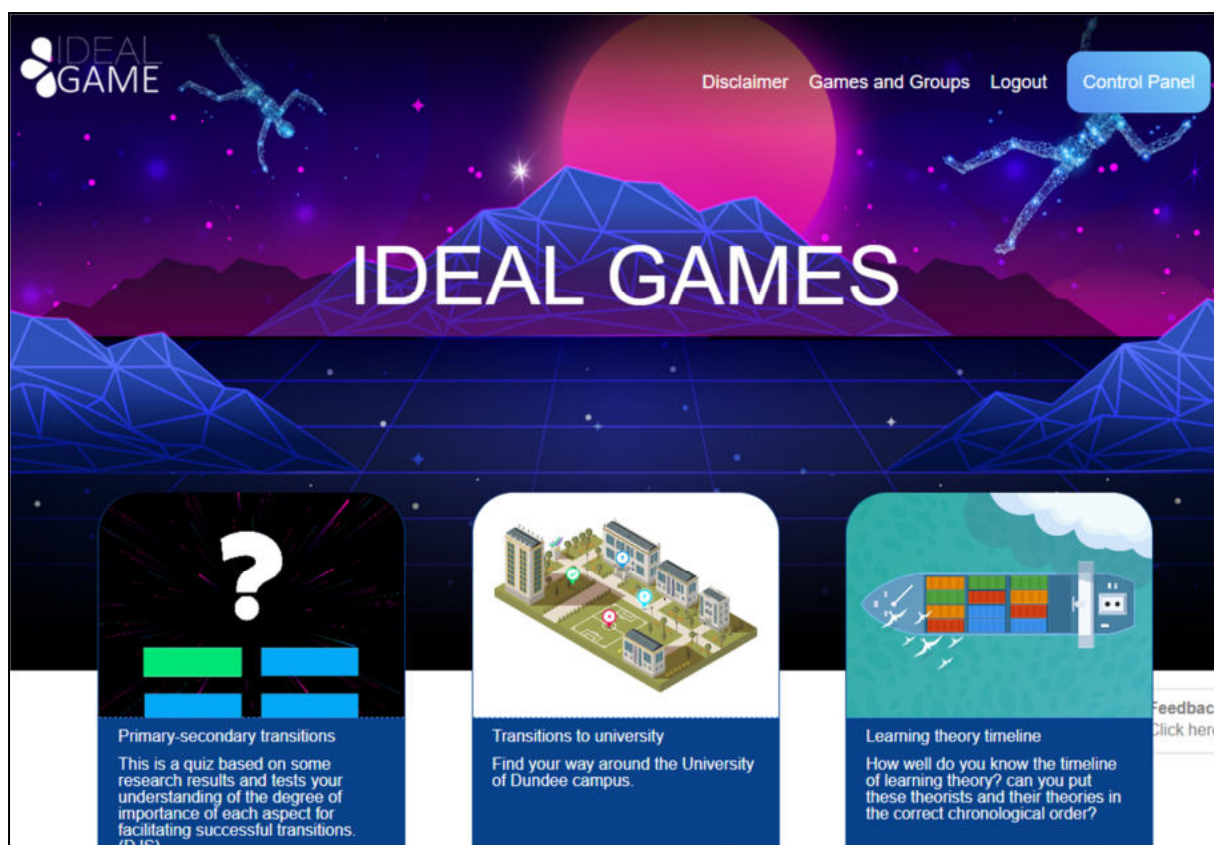 IDEAL
GAME
Disclaimer Games and Groups Logout Control Panel
IDEAL GAMES
?
Primary-secondary transitions
This is a quiz based on some
research results and tests your
understanding of the degree of
importance of each aspect for
facilitating successful transitions.
(DJS)
Transitions to university
Find your way around the University
of Dundee campus.
Learning theory timeline
How well do you know the timeline
of learning theory? can you put
these theorists and their theories in
the correct chronological order?
Feedbac
Click here